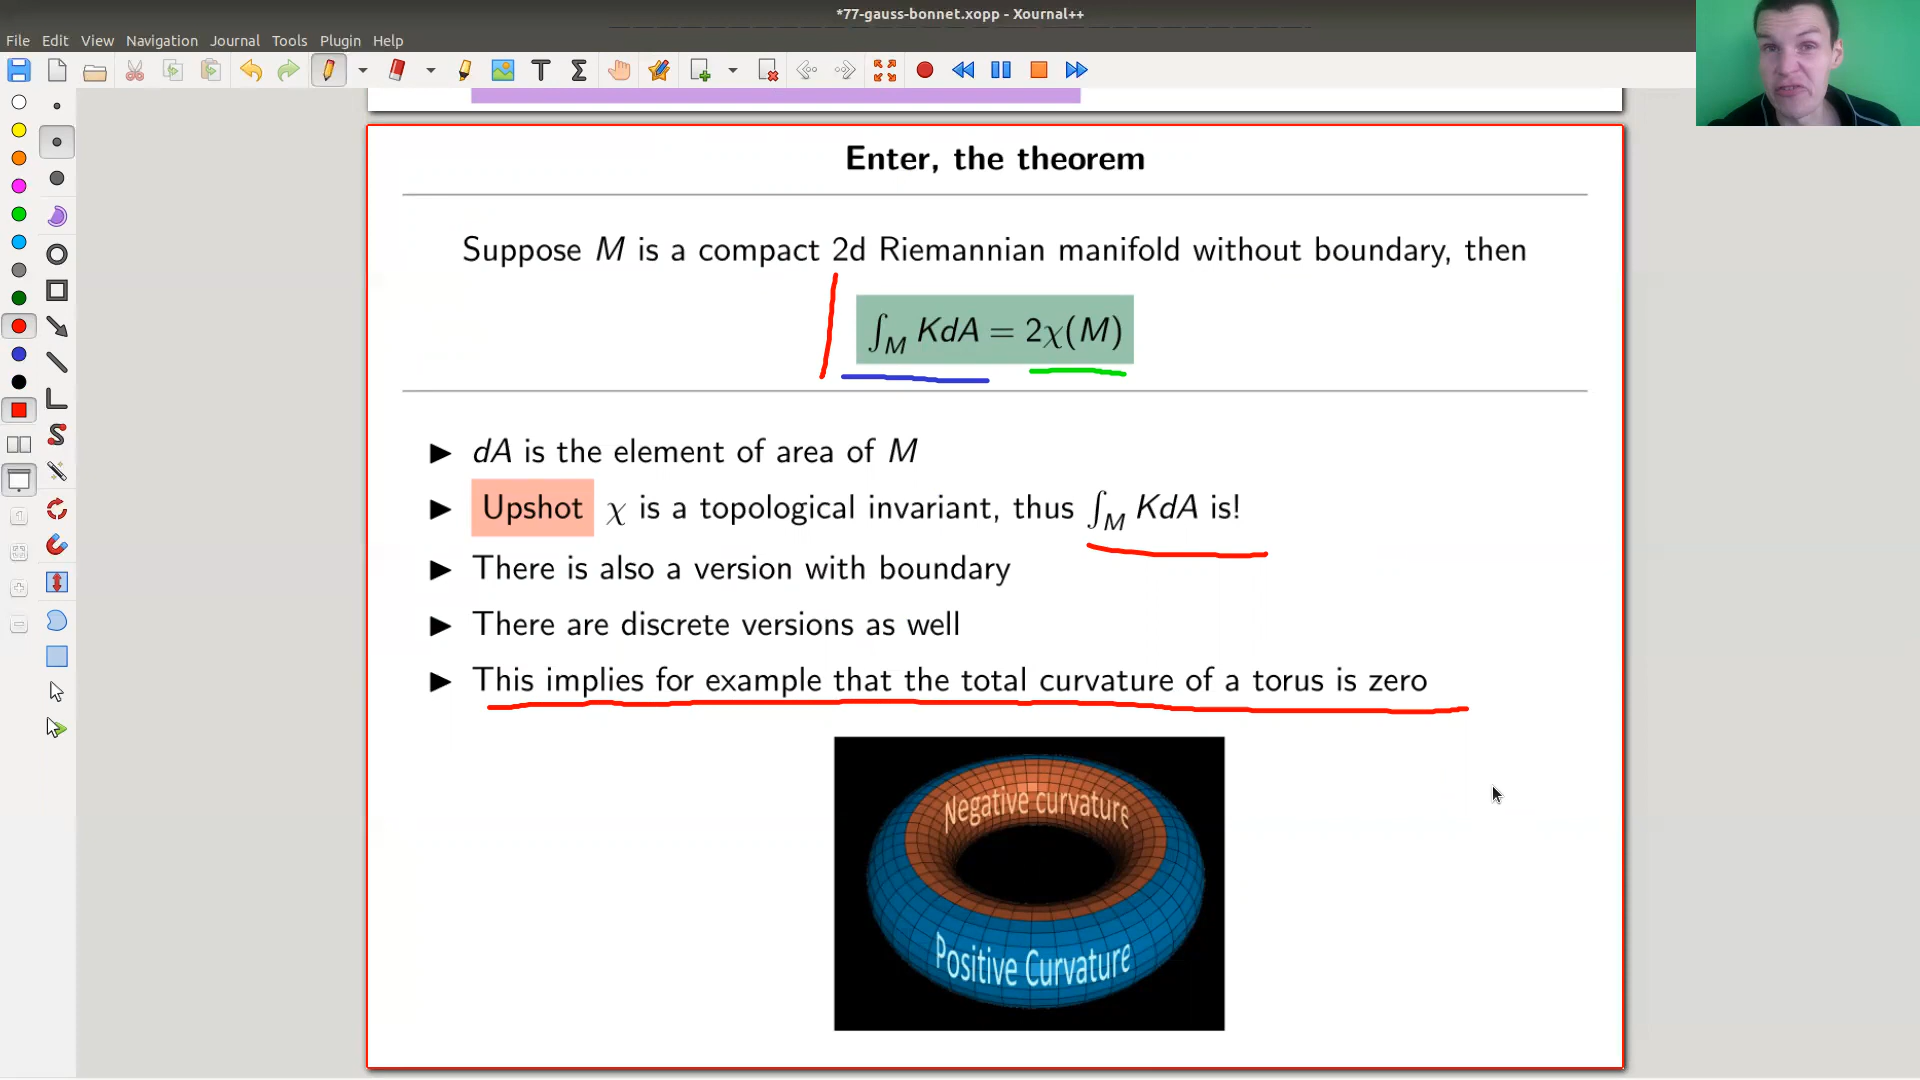 *77-gauss-bonnet.xopp - Xournal++
File Edit View Navigation Journal Tools Plugin Help
Enter, the theorem
Suppose M is a compact 2d Riemannian manifold without boundary, then
∫_M KdA = 2χ(M)
▶ dA is the element of area of M
▶ Upshot χ is a topological invariant, thus ∫_M KdA is!
▶ There is also a version with boundary
▶ There are discrete versions as well
▶ This implies for example that the total curvature of a torus is zero
Negative curvature
Positive Curvature